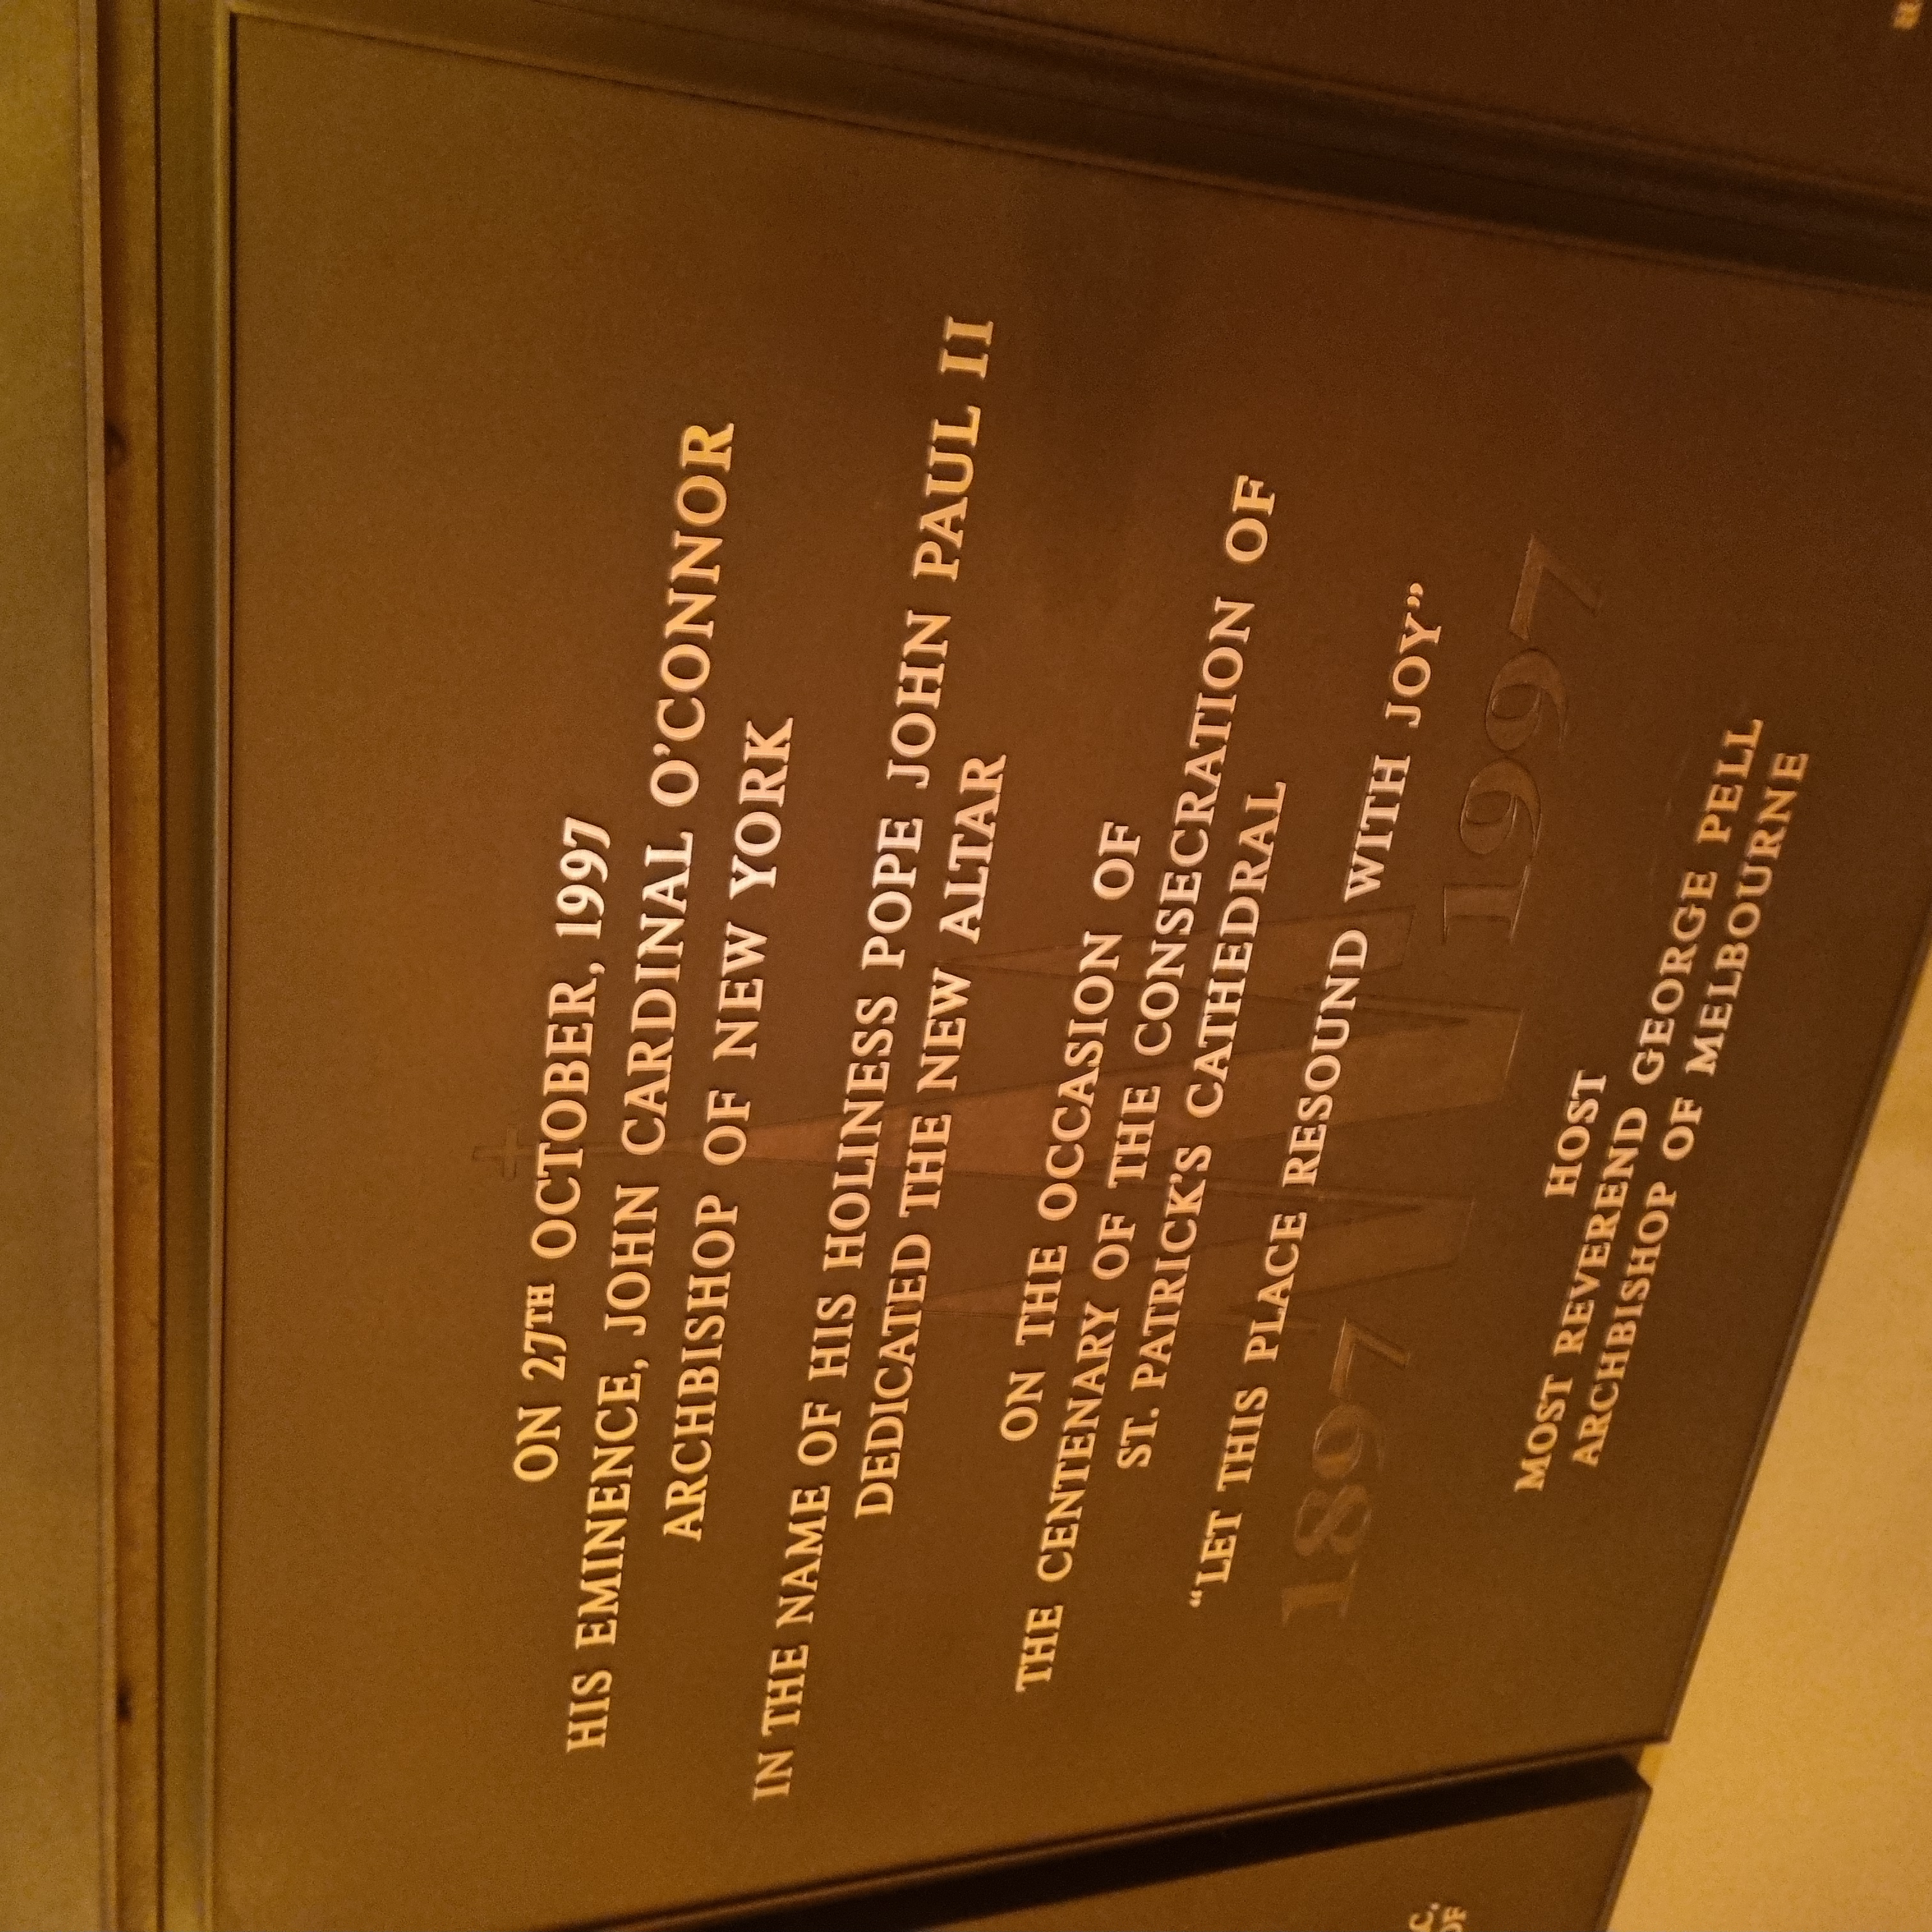 ON 27TH OCTOBER, 1997
HIS EMINENCE, JOHN CARDINAL O'CONNOR
ARCHBISHOP OF NEW YORK
IN THE NAME OF HIS HOLINESS POPE JOHN PAUL II
DEDICATED THE NEW ALTAR
ON THE OCCASION OF
THE CENTENARY OF THE CONSECRATION OF
ST. PATRICK'S CATHEDRAL
“LET THIS PLACE RESOUND WITH JOY”
1897 1997
HOST
MOST REVEREND GEORGE PELL
ARCHBISHOP OF MELBOURNE